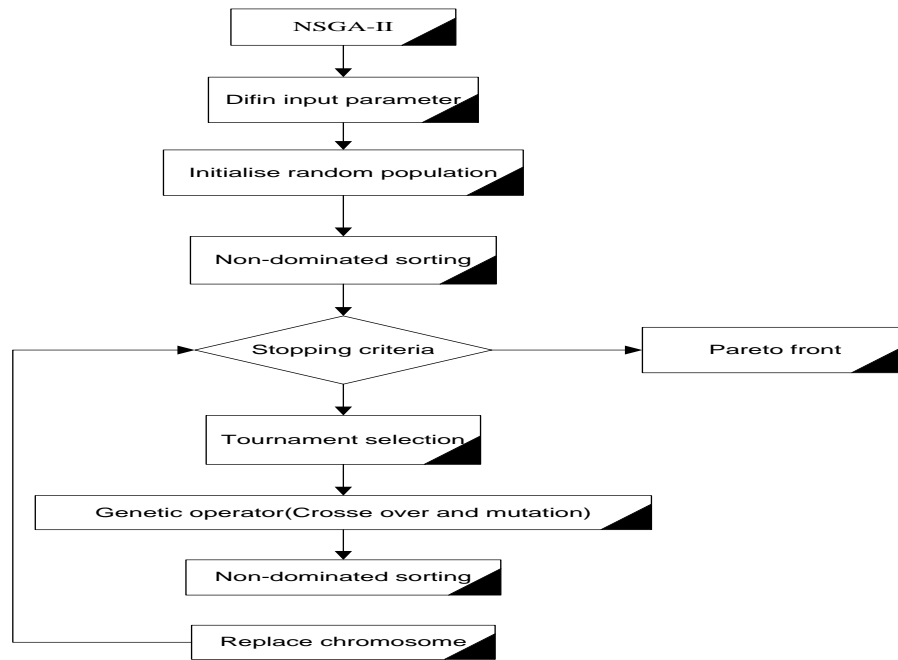 NSGA-II
Difin input parameter
Initialise random population
Non-dominated sorting
Stopping criteria
Pareto front
Tournament selection
Genetic operator(Crosse over and mutation)
Non-dominated sorting
Replace chromosome